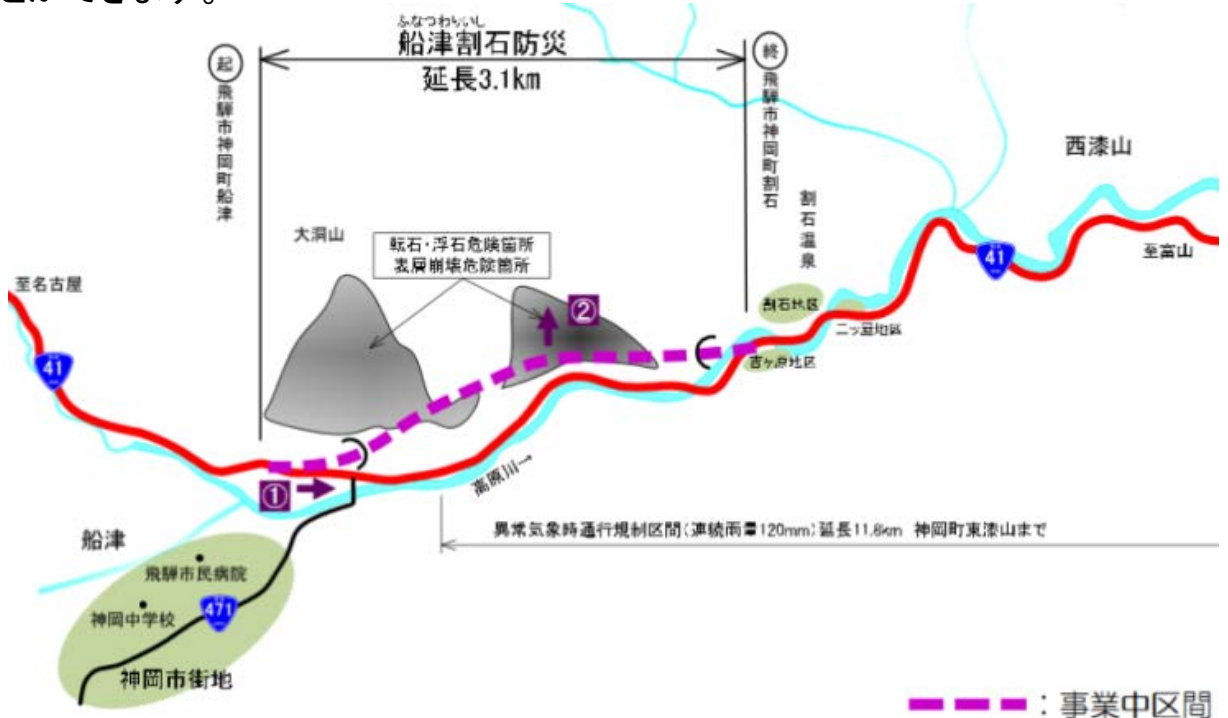 とができます。
ふなつわりいし
船津割石防災
延長3.1km
起
飛騨市神岡町船津
終
飛騨市神岡町割石
西漆山
割石温泉
大洞山
転石・浮石危険箇所
表層崩壊危険箇所
至名古屋
至富山
41
41
②
割石地区
二ツ屋地区
吉ヶ原地区
①
高原川→
異常気象時通行規制区間(連続雨量120mm)延長11.6km 神岡町東漆山まで
船津
飛騨市民病院
神岡中学校
471
神岡市街地
:事業中区間